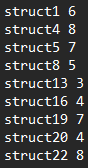 struct1 6
struct4 8
struct5 7
struct8 5
struct13 3
struct16 4
struct19 7
struct20 4
struct22 8